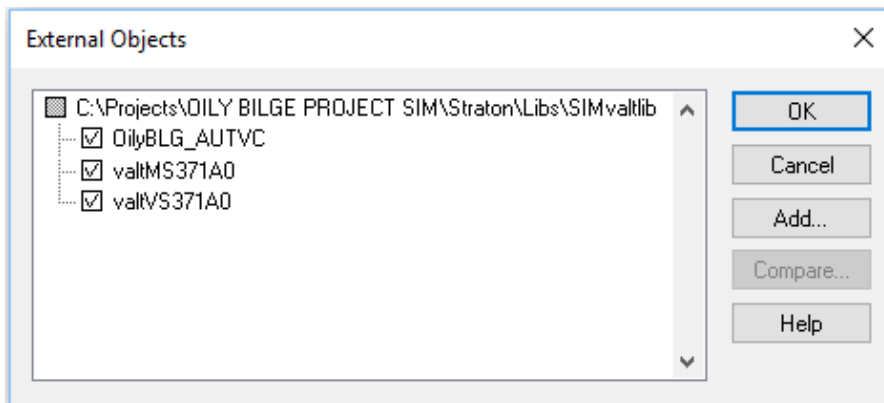 External Objects
C:\Projects\OILY BILGE PROJECT SIM\Straton\Libs\SIMvaltlib
OilyBLG_AUTVC
valtMS371A0
valtVS371A0
OK
Cancel
Add...
Compare...
Help